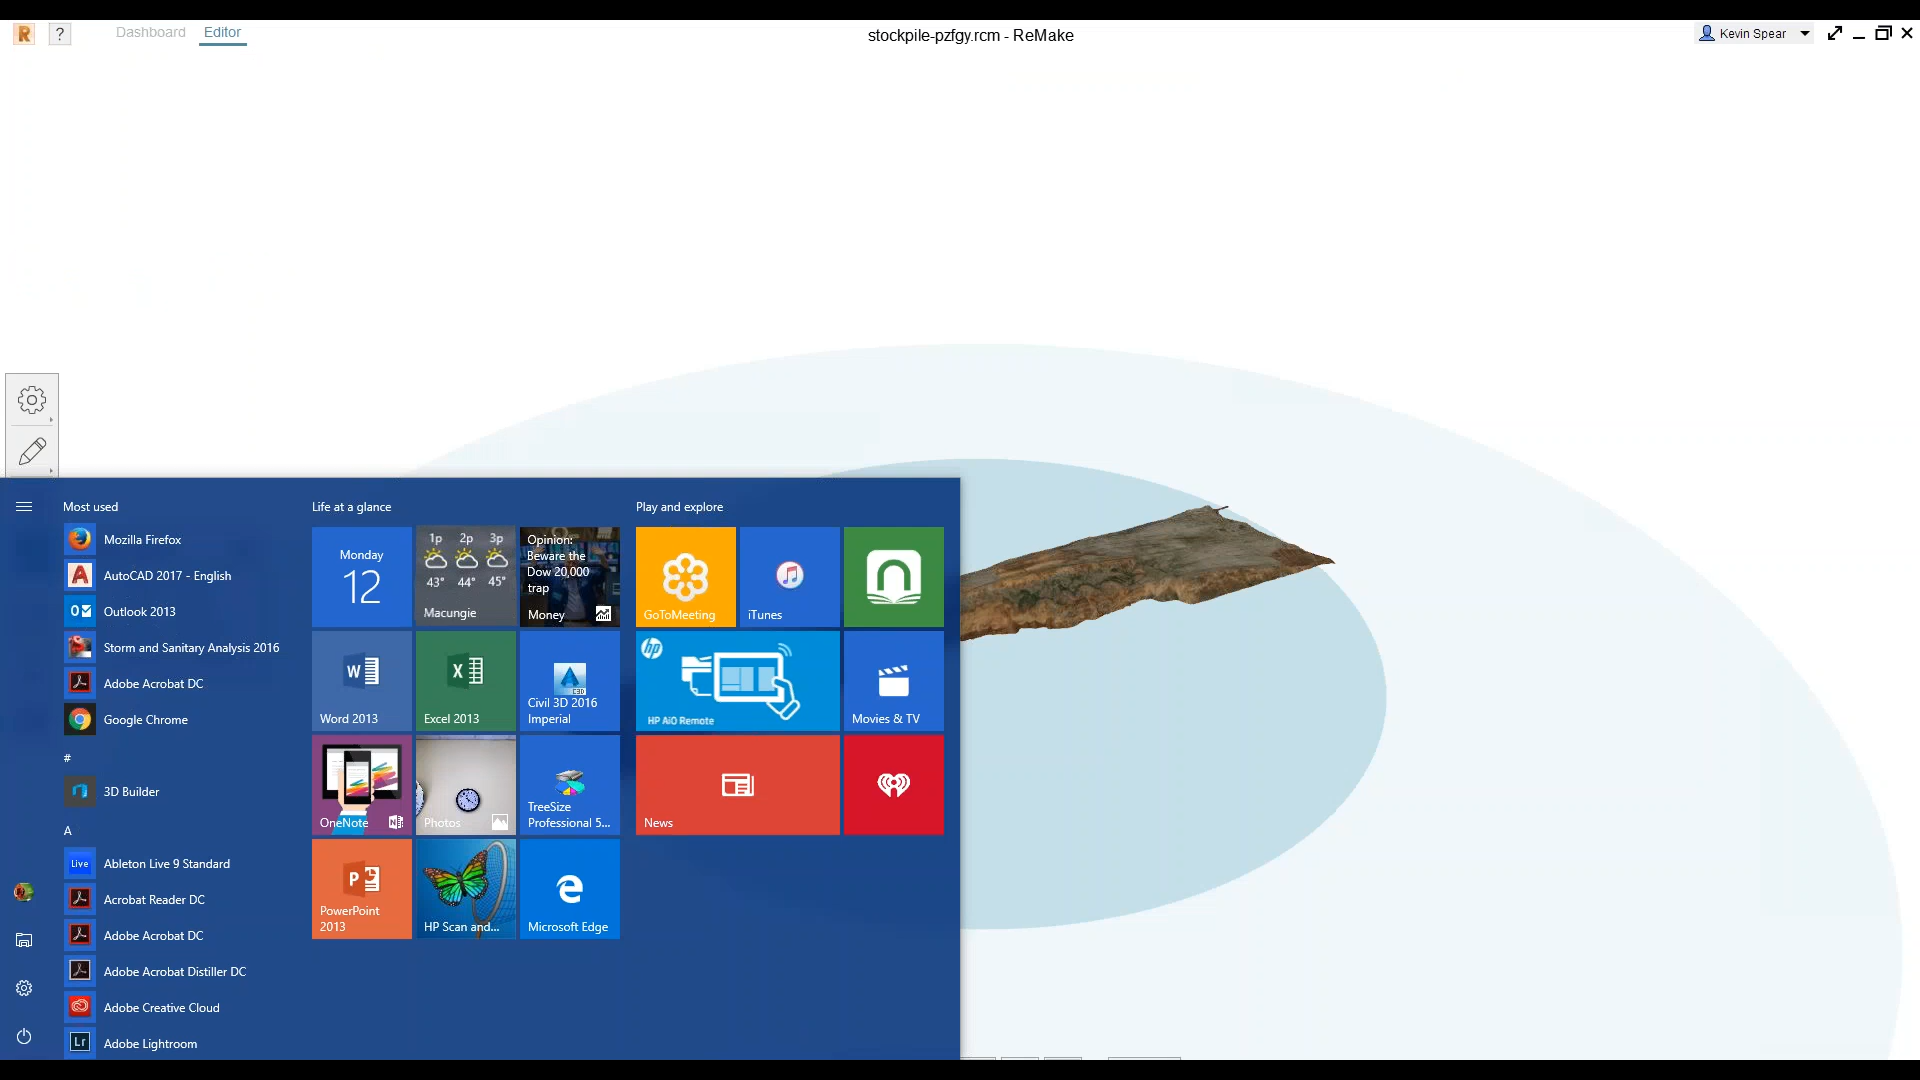 R ? Dashboard Editor stockpile-pzfgy.rcm - ReMake Kevin Spear
Most used
Mozilla Firefox
AutoCAD 2017 - English
Outlook 2013
Storm and Sanitary Analysis 2016
Adobe Acrobat DC
Google Chrome
#
3D Builder
A
Live Ableton Live 9 Standard
Acrobat Reader DC
Adobe Acrobat DC
Adobe Acrobat Distiller DC
Adobe Creative Cloud
Lr Adobe Lightroom
Life at a glance
Monday
12
1p 2p 3p
43° 44° 45°
Macungie
Opinion:
Beware the
Dow 20,000
trap
Money
Word 2013
Excel 2013
Civil 3D 2016
Imperial
OneNote
Photos
TreeSize
Professional 5...
PowerPoint
2013
HP Scan and...
Microsoft Edge
Play and explore
GoToMeeting
iTunes
hp
HP AiO Remote
Movies & TV
News